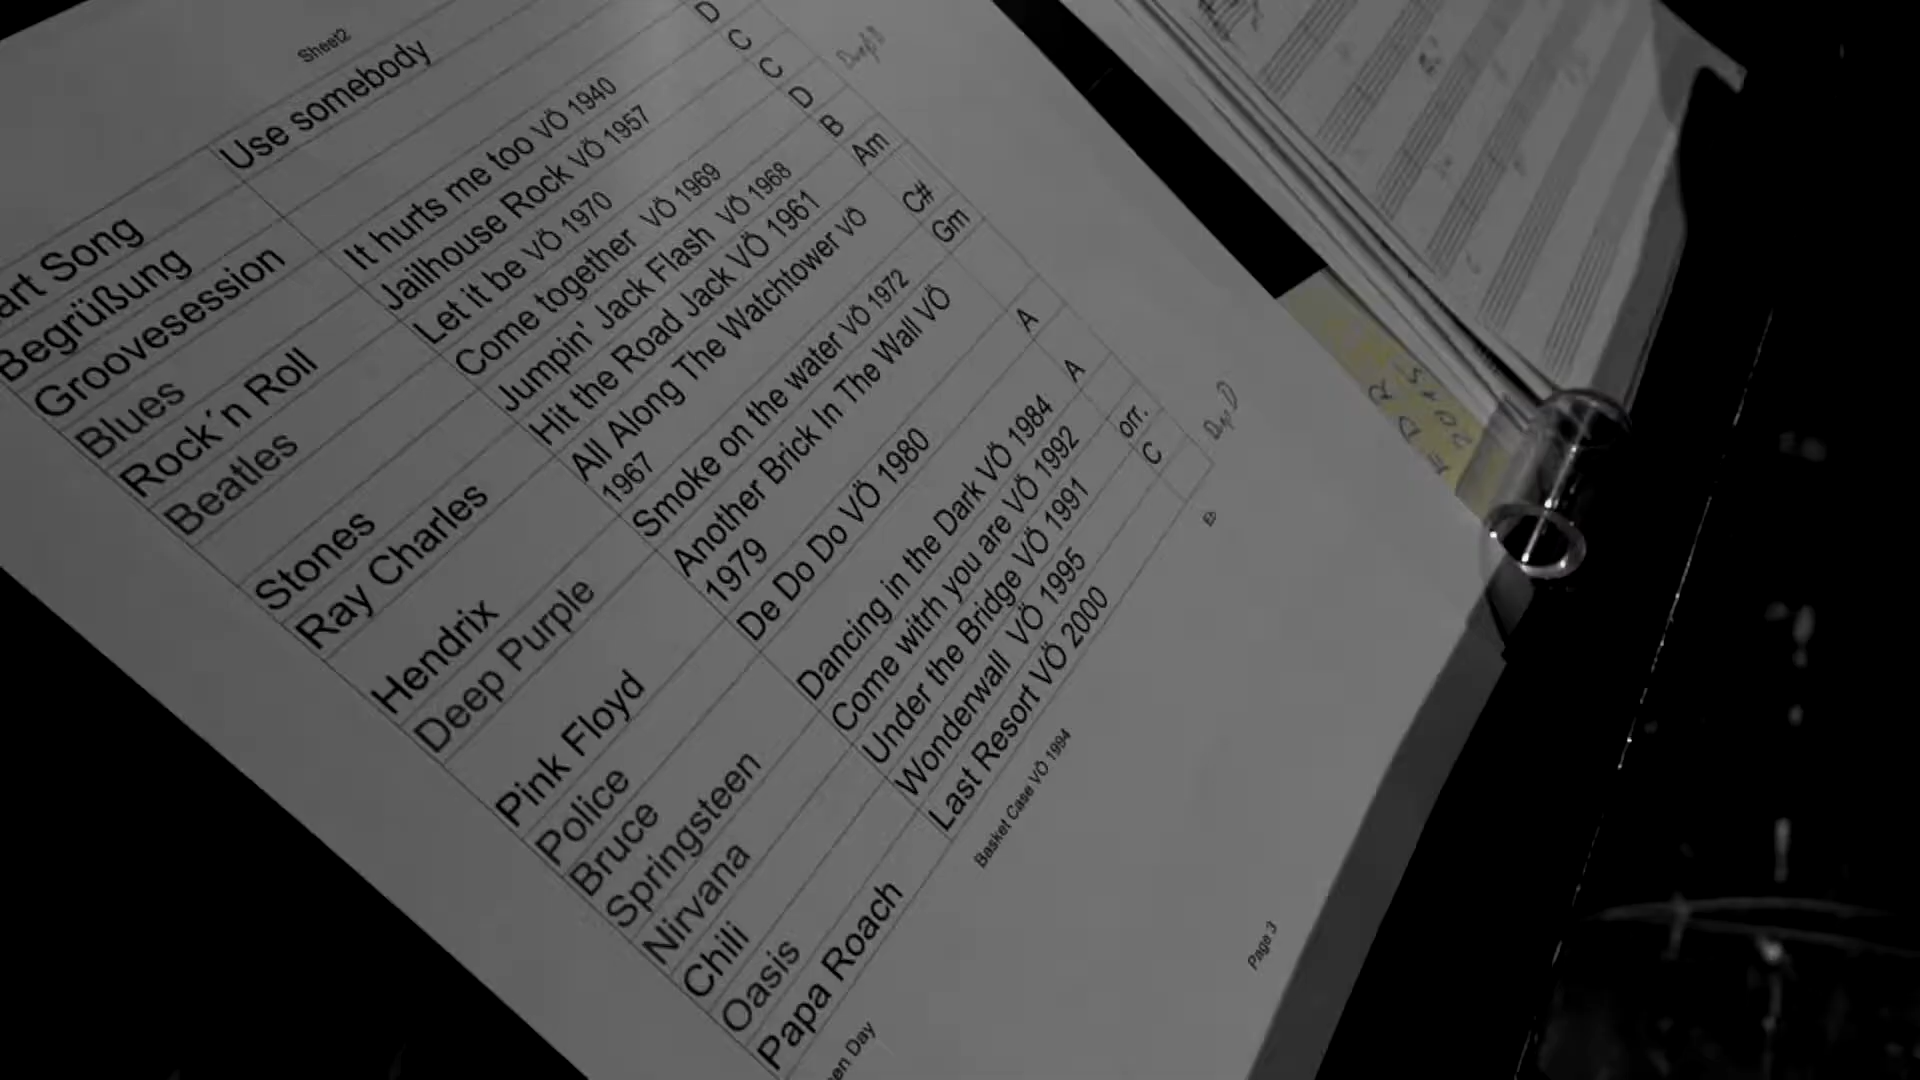 Sheet2
art Song Use somebody D
Begrüßung
Groovesession
Blues It hurts me too VÖ 1940 C
Rock´n Roll Jailhouse Rock VÖ 1957 C
Beatles Let it be VÖ 1970 D
Come together VÖ 1969 B
Stones Jumpin' Jack Flash VÖ 1968 Am
Ray Charles Hit the Road Jack VÖ 1961
Hendrix All Along The Watchtower VÖ C#
1967
Deep Purple Smoke on the water VÖ 1972 Gm
Pink Floyd Another Brick In The Wall VÖ
1979
Police De Do Do VÖ 1980 A
Bruce
Springsteen Dancing in the Dark VÖ 1984 A
Nirvana Come witrh you are VÖ 1992 orr.
Chili Under the Bridge VÖ 1991 C
Oasis Wonderwall VÖ 1995
Papa Roach Last Resort VÖ 2000
en Day Basket Case VÖ 1994
Page 3
2015